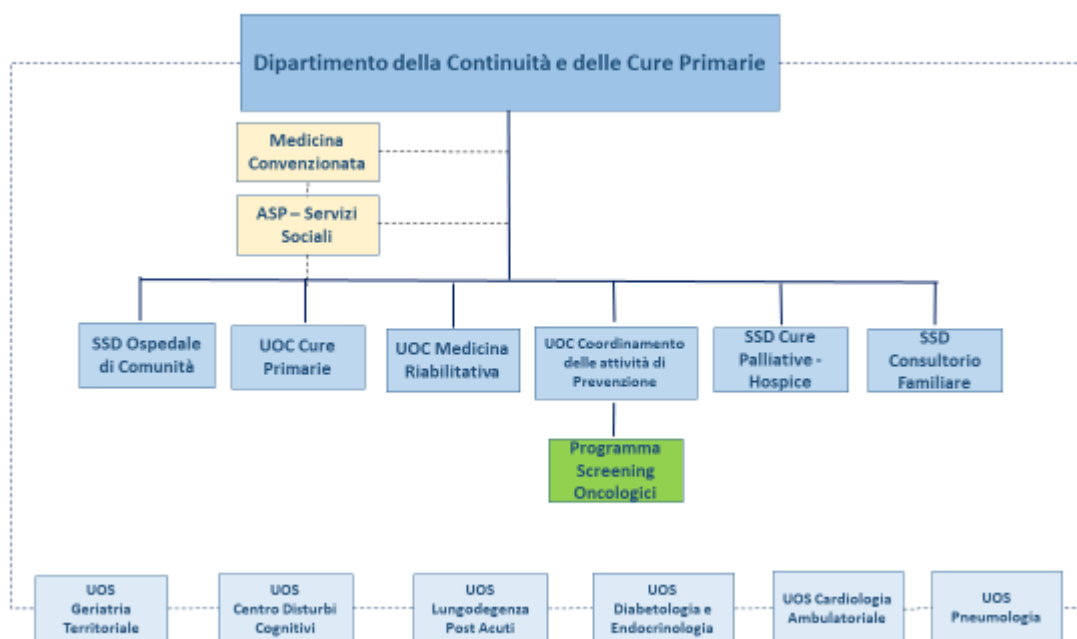 Dipartimento della Continuità e delle Cure Primarie
Medicina
Convenzionata
ASP – Servizi
Sociali
SSD Ospedale
di Comunità
UOC Cure
Primarie
UOC Medicina
Riabilitativa
UOC Coordinamento
delle attività di
Prevenzione
SSD Cure
Palliative -
Hospice
SSD
Consultorio
Familiare
Programma
Screening
Oncologici
UOS
Geriatria
Territoriale
UOS
Centro Disturbi
Cognitivi
UOS
Lungodegenza
Post Acuti
UOS
Diabetologia e
Endocrinologia
UOS Cardiologia
Ambulatoriale
UOS
Pneumologia